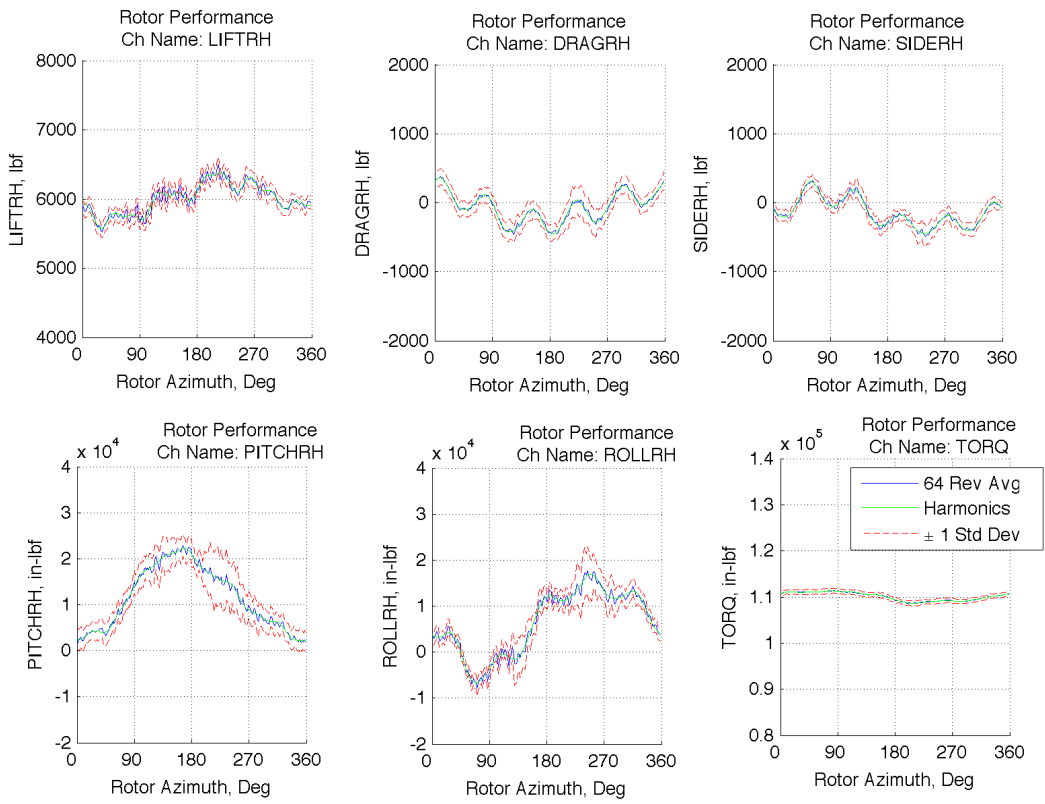 Rotor Performance
Ch Name: LIFTRH
8000
7000
6000
5000
4000
LIFTRH, lbf
0 90 180 270 360
Rotor Azimuth, Deg
Rotor Performance
Ch Name: DRAGRH
2000
1000
0
-1000
-2000
DRAGRH, lbf
0 90 180 270 360
Rotor Azimuth, Deg
Rotor Performance
Ch Name: SIDERH
2000
1000
0
-1000
-2000
SIDERH, lbf
0 90 180 270 360
Rotor Azimuth, Deg
Rotor Performance
Ch Name: PITCHRH
x 10^4
4
3
2
1
0
-1
-2
PITCHRH, in-lbf
0 90 180 270 360
Rotor Azimuth, Deg
Rotor Performance
Ch Name: ROLLRH
x 10^4
4
3
2
1
0
-1
-2
ROLLRH, in-lbf
0 90 180 270 360
Rotor Azimuth, Deg
Rotor Performance
Ch Name: TORQ
x 10^5
1.4
1.3
1.2
1.1
1
0.9
0.8
TORQ, in-lbf
64 Rev Avg
Harmonics
± 1 Std Dev
0 90 180 270 360
Rotor Azimuth, Deg